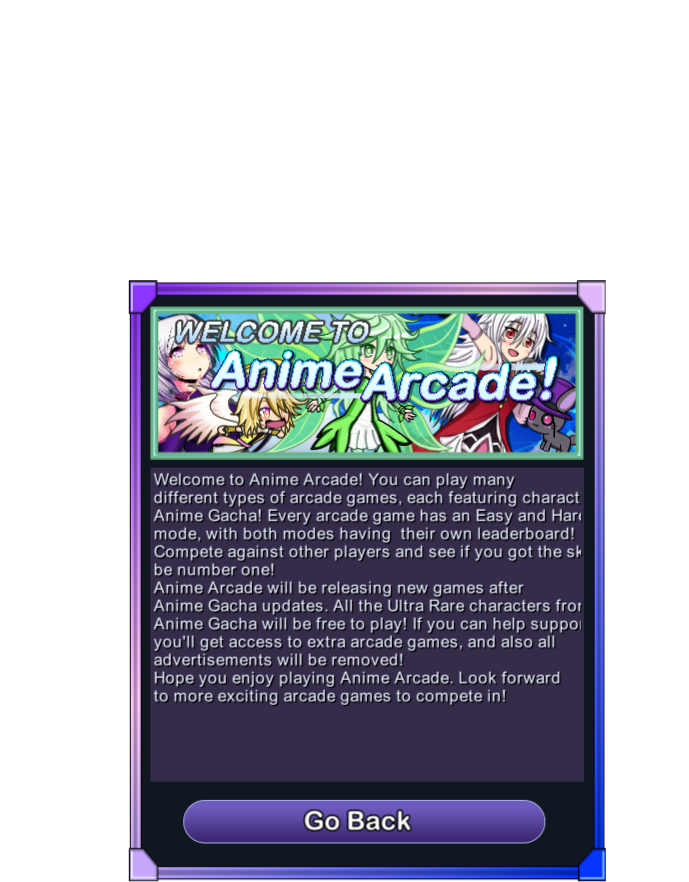 WELCOME TO
Anime Arcade!
Welcome to Anime Arcade! You can play many
different types of arcade games, each featuring charact
Anime Gacha! Every arcade game has an Easy and Hard
mode, with both modes having  their own leaderboard!
Compete against other players and see if you got the sk
be number one!
Anime Arcade will be releasing new games after
Anime Gacha updates. All the Ultra Rare characters from
Anime Gacha will be free to play! If you can help suppor
you'll get access to extra arcade games, and also all
advertisements will be removed!
Hope you enjoy playing Anime Arcade. Look forward
to more exciting arcade games to compete in!
Go Back